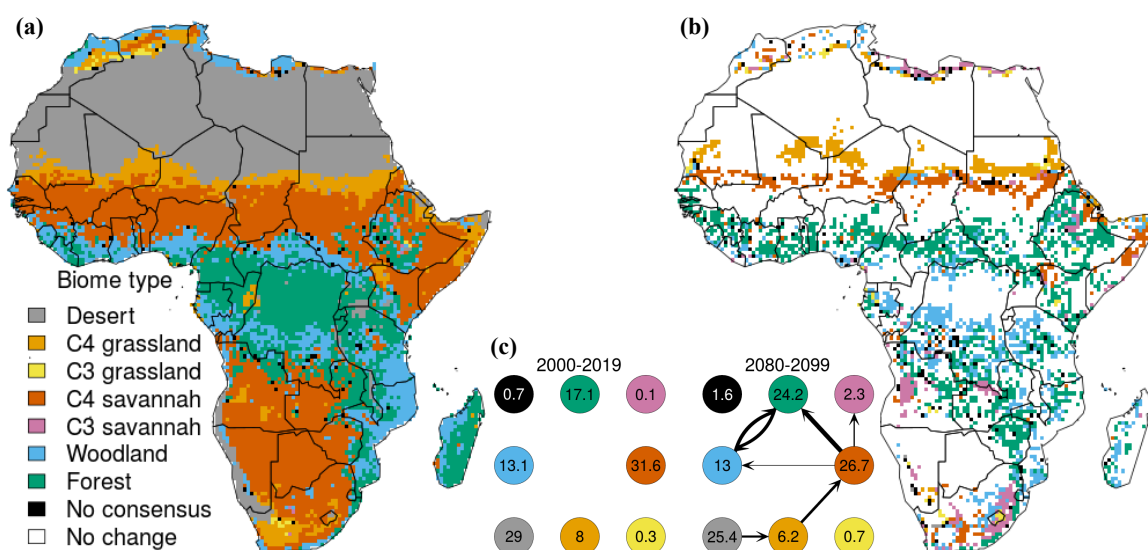 (a)
(b)
Biome type
Desert
C4 grassland
C3 grassland
C4 savannah
C3 savannah
Woodland
Forest
No consensus
No change
(c)
2000-2019
2080-2099
0.7 17.1 0.1 1.6 24.2 2.3
13.1 31.6 13 26.7
29 8 0.3 25.4 6.2 0.7